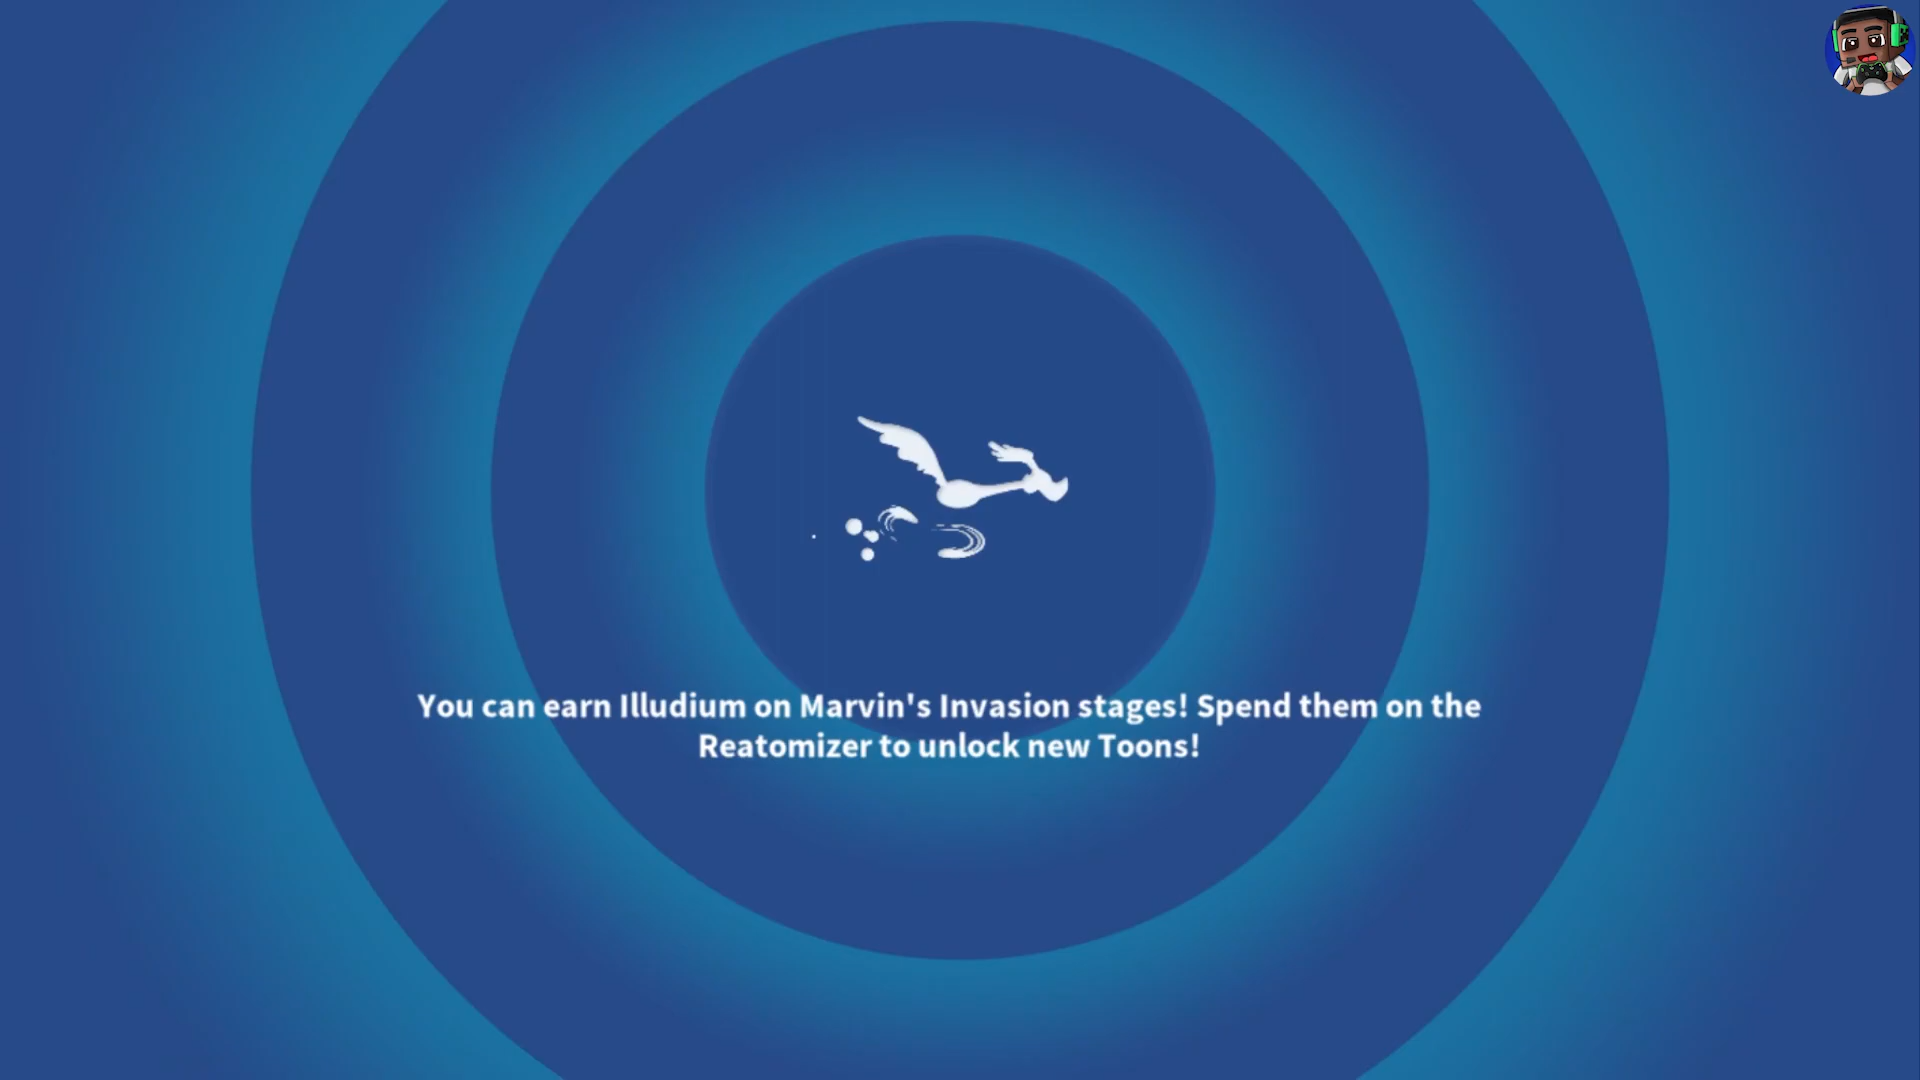 You can earn Illudium on Marvin's Invasion stages! Spend them on the
Reatomizer to unlock new Toons!